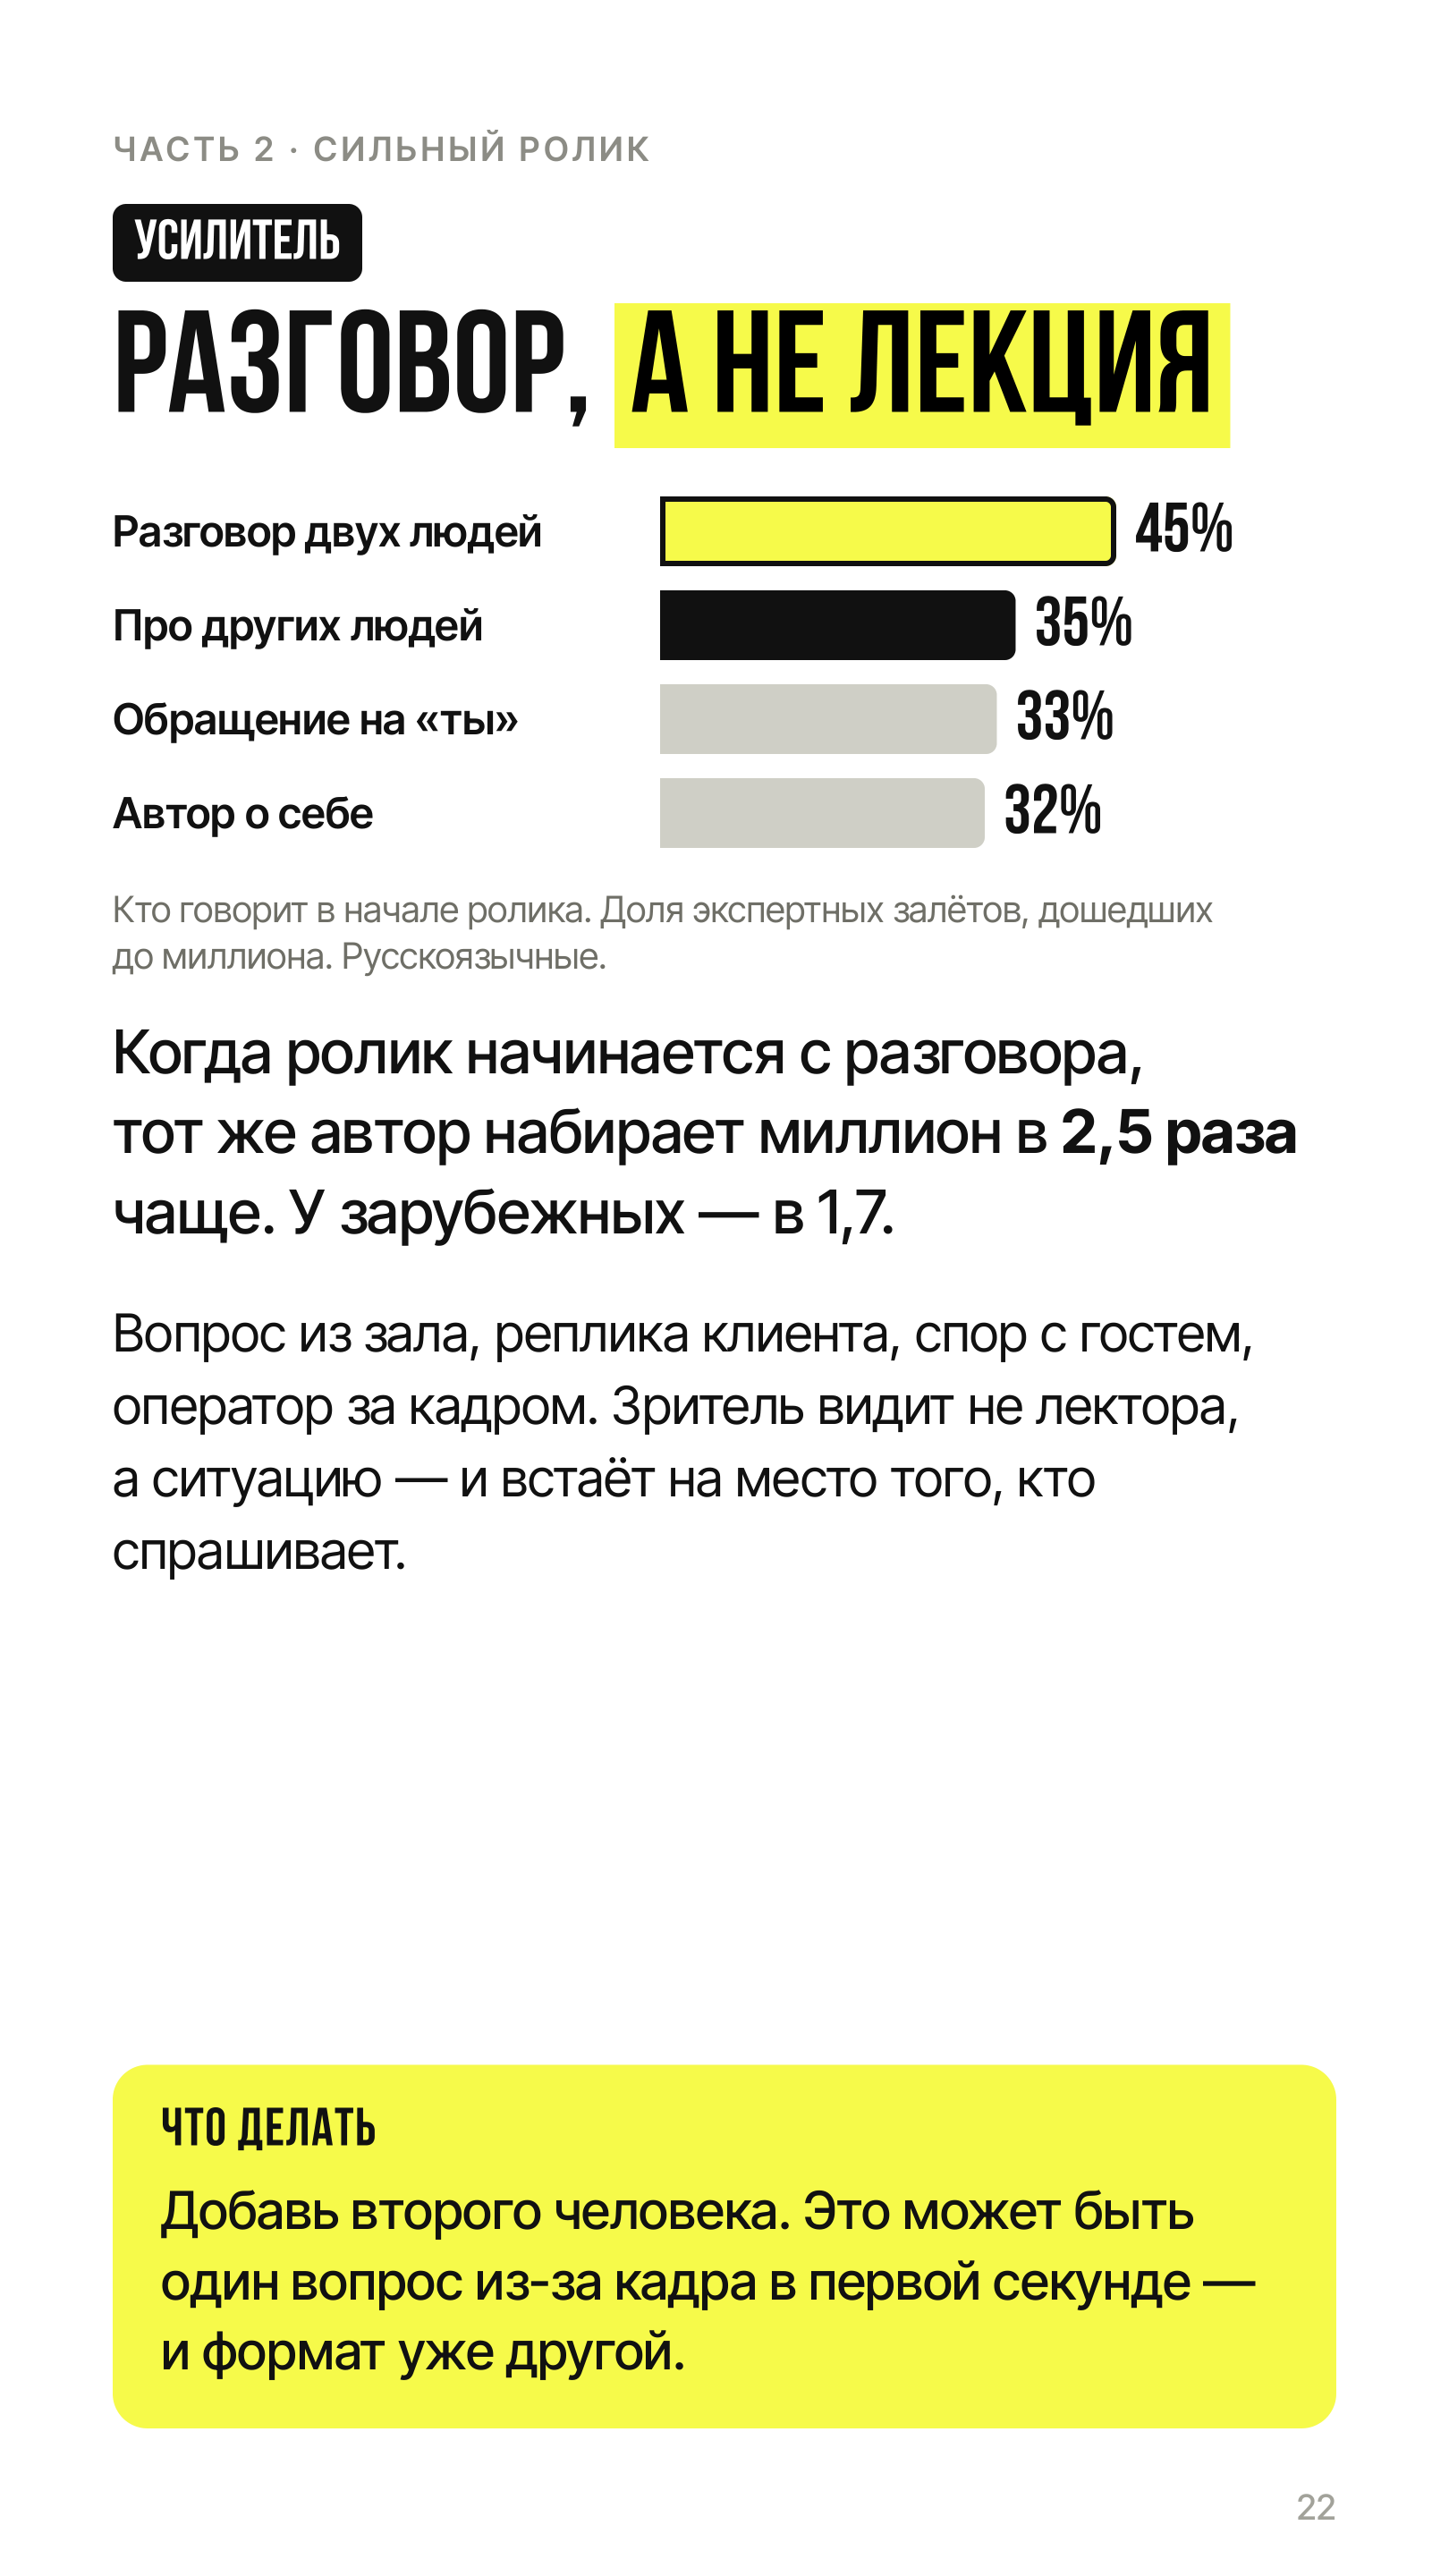 ЧАСТЬ 2 · СИЛЬНЫЙ РОЛИК
УСИЛИТЕЛЬ
РАЗГОВОР, А НЕ ЛЕКЦИЯ
Разговор двух людей 45%
Про других людей 35%
Обращение на «ты» 33%
Автор о себе 32%
Кто говорит в начале ролика. Доля экспертных залётов, дошедших
до миллиона. Русскоязычные.
Когда ролик начинается с разговора,
тот же автор набирает миллион в 2,5 раза
чаще. У зарубежных — в 1,7.
Вопрос из зала, реплика клиента, спор с гостем,
оператор за кадром. Зритель видит не лектора,
а ситуацию — и встаёт на место того, кто
спрашивает.
ЧТО ДЕЛАТЬ
Добавь второго человека. Это может быть
один вопрос из-за кадра в первой секунде —
и формат уже другой.
22